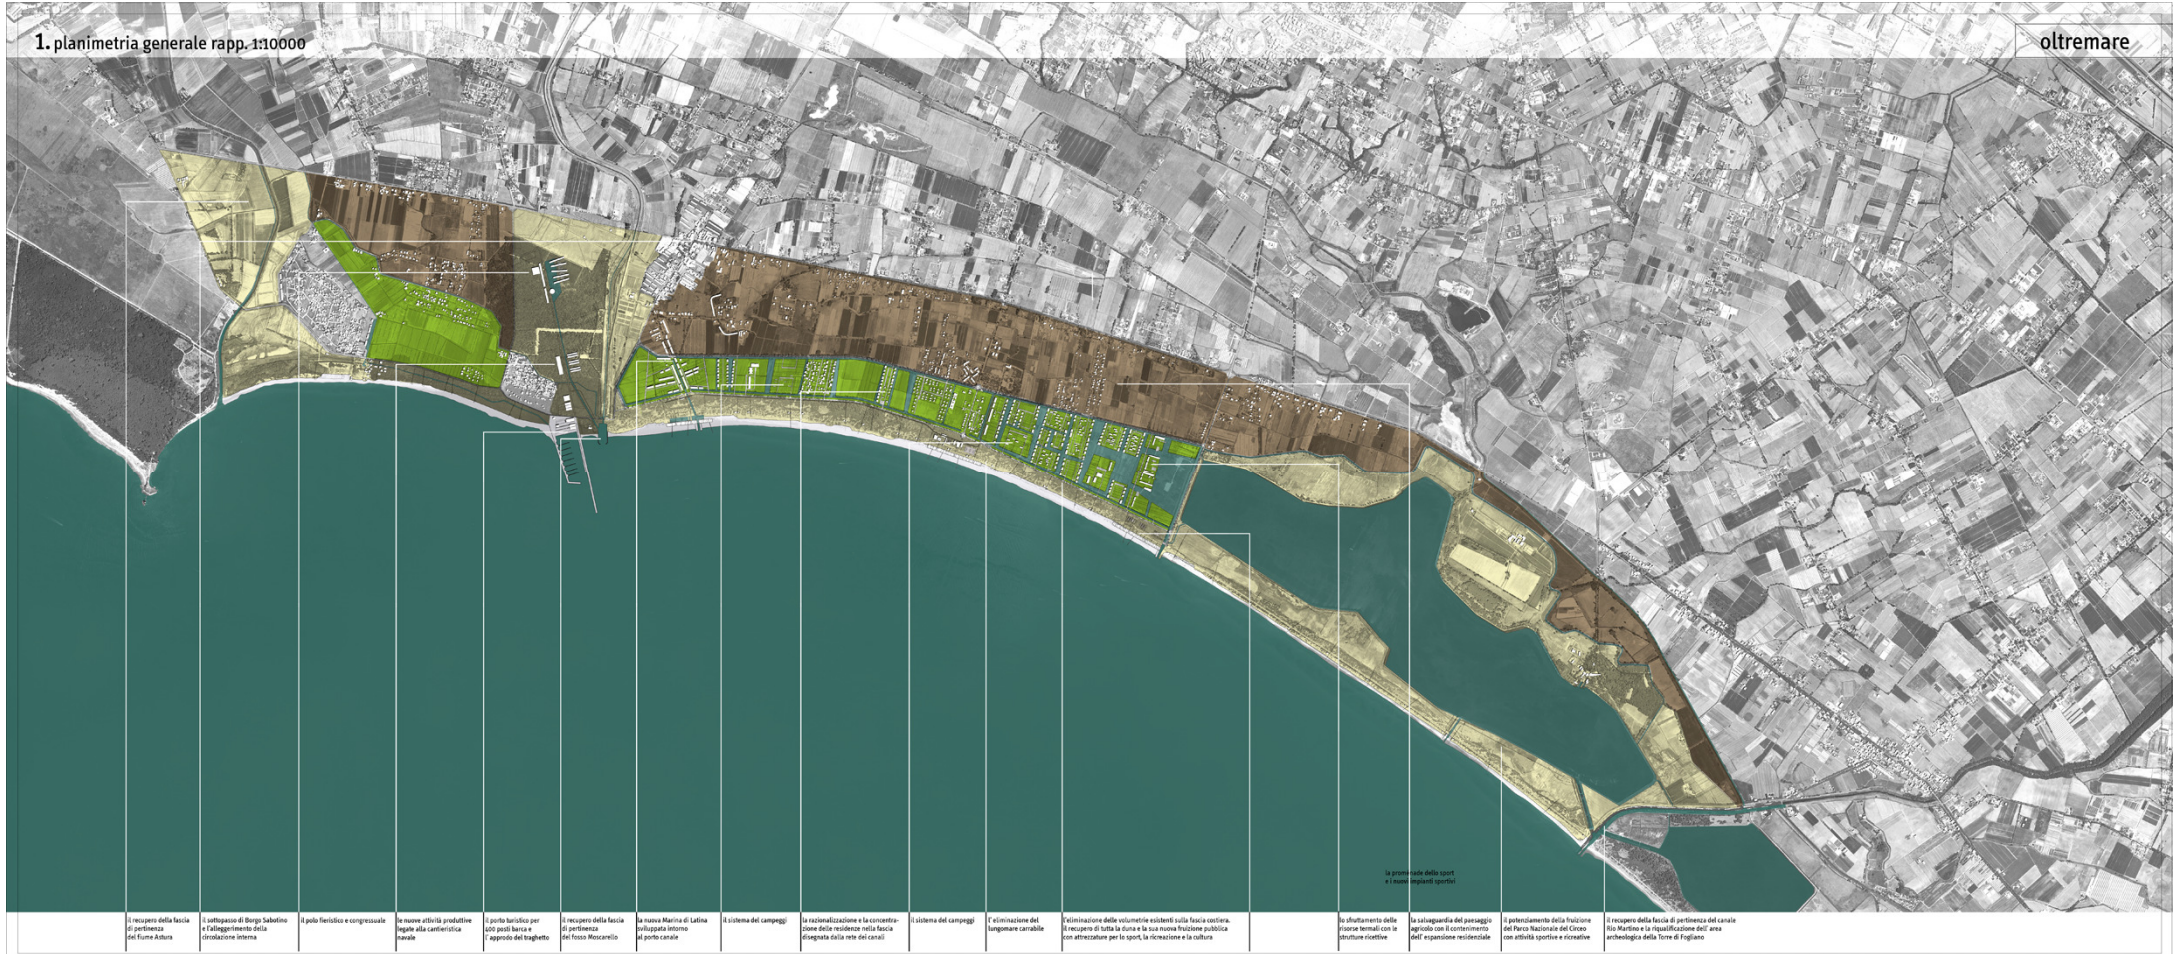 1. planimetria generale rapp. 1:10000
oltremare
la promenade dello sport
e i nuovi impianti sportivi
il recupero della fascia
di pertinenza
del fiume Astura
il sottopasso di Borgo Sabotino
e l'alleggerimento della
circolazione interna
il polo fieristico e congressuale
le nuove attività produttive
legate alla cantieristica
navale
il porto turistico per
400 posti barca e
l' approdo del traghetto
il recupero della fascia
di pertinenza
del fosso Moscarello
la nuova Marina di Latina
sviluppata intorno
al porto canale
il sistema del campeggi
la razionalizzazione e la concentra-
zione delle residenze nella fascia
disegnata dalla rete dei canali
il sistema del campeggi
l' eliminazione del
lungomare carrabile
l'eliminazione delle volumetrie esistenti sulla fascia costiera.
il recupero di tutta la duna e la sua nuova fruizione pubblica
con attrezzature per lo sport, la ricreazione e la cultura
lo sfruttamento delle
risorse termali con le
strutture ricettive
la salvaguardia del paesaggio
agricolo con il contenimento
dell' espansione residenziale
il potenziamento della fruizione
del Parco Nazionale del Circeo
con attività sportive e ricreative
il recupero della fascia di pertinenza del canale
Rio Martino e la riqualificazione dell' area
archeologica della Torre di Fogliano